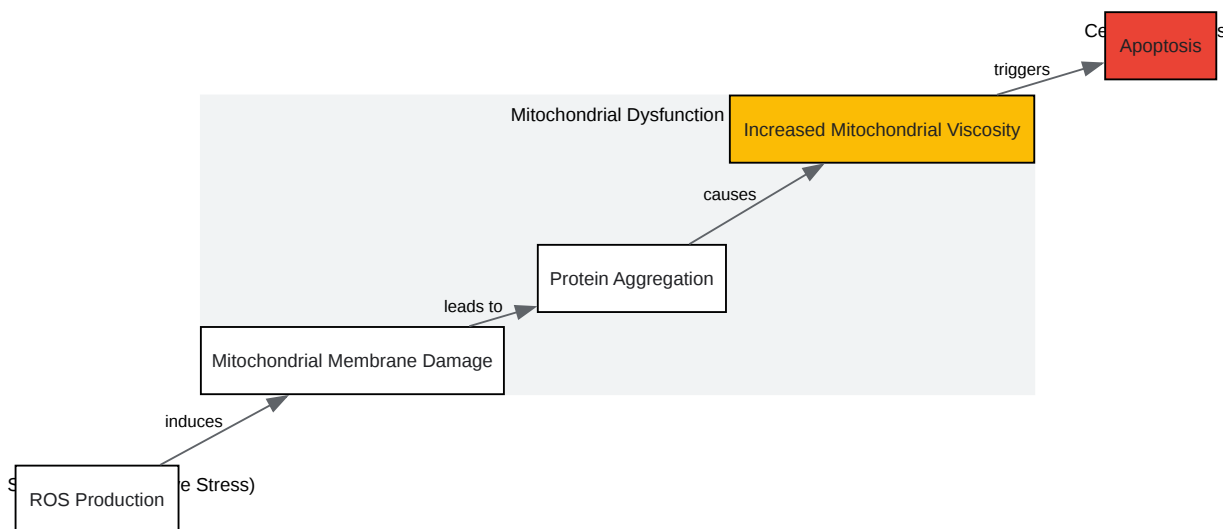 Apoptosis
triggers
Mitochondrial Dysfunction
Increased Mitochondrial Viscosity
causes
Protein Aggregation
leads to
Mitochondrial Membrane Damage
induces
Stress)
ROS Production